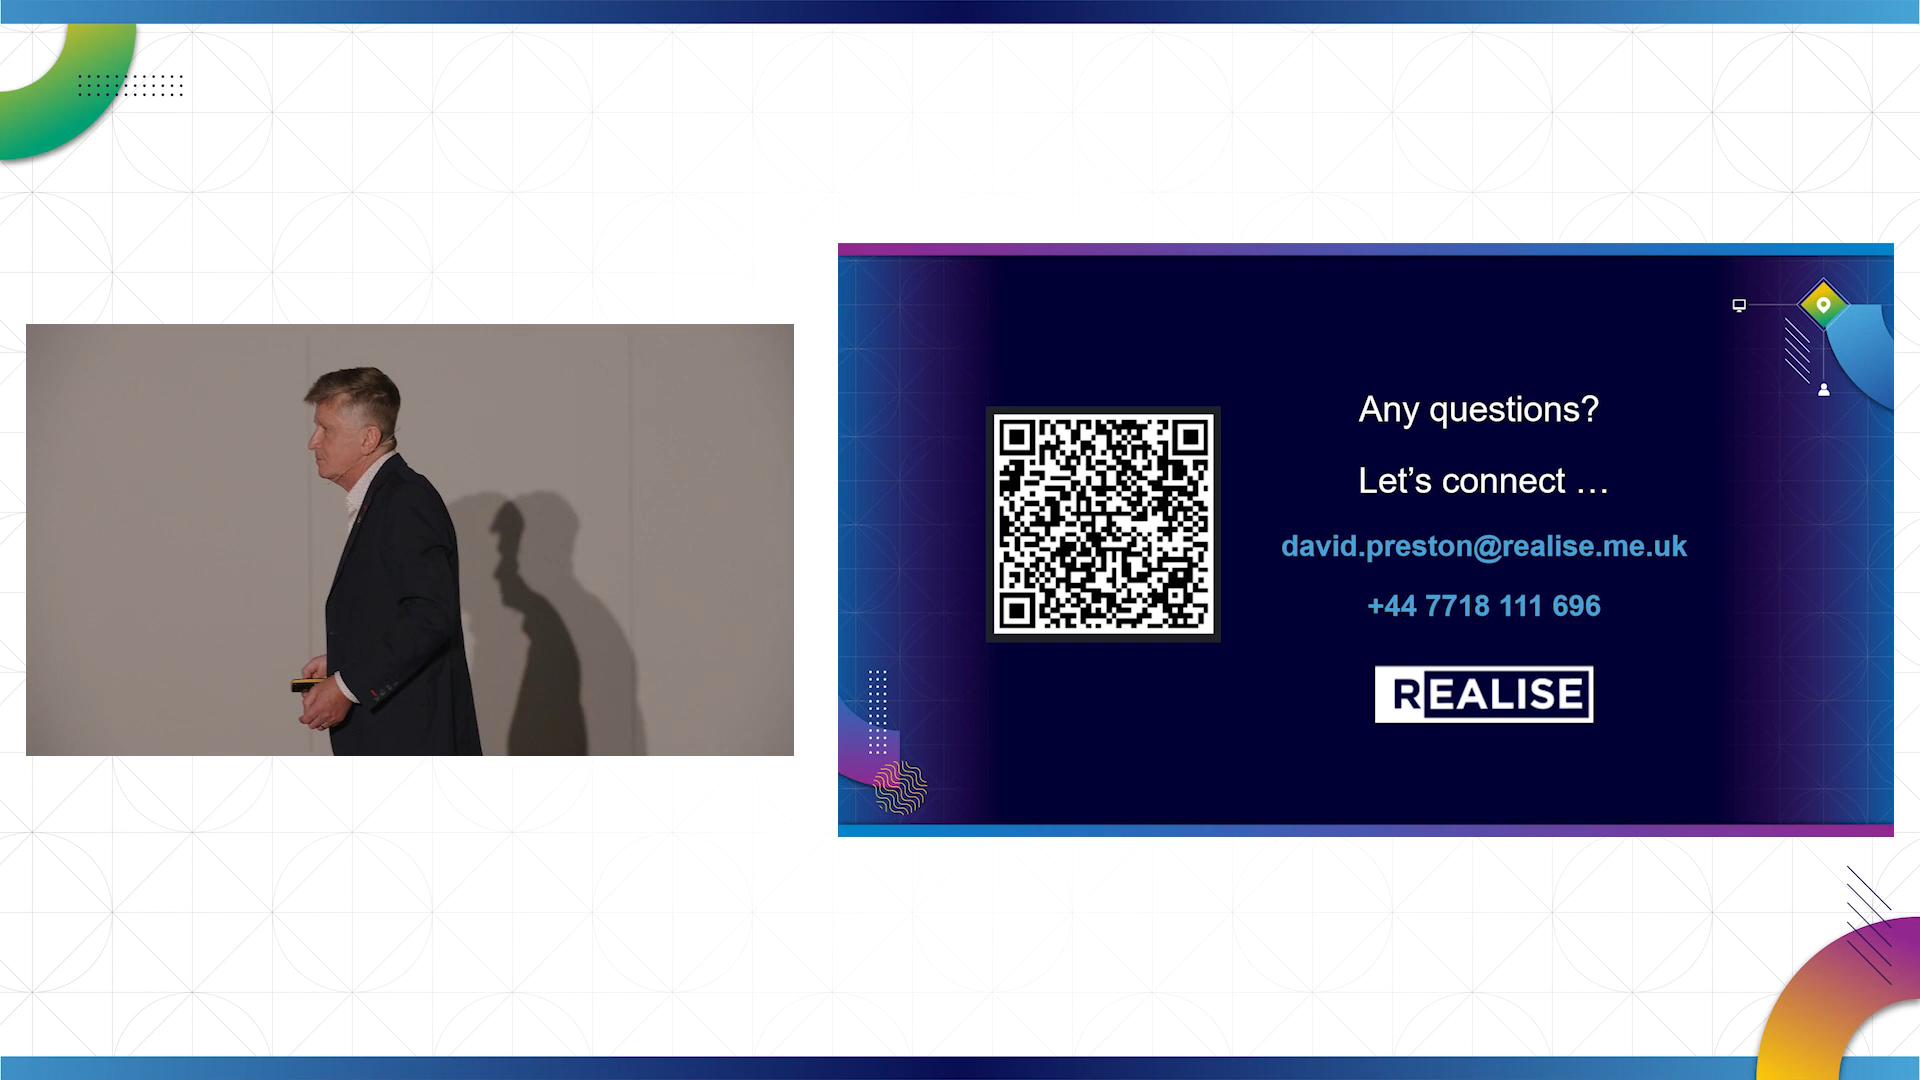 Any questions?
Let’s connect …
david.preston@realise.me.uk
+44 7718 111 696
REALISE